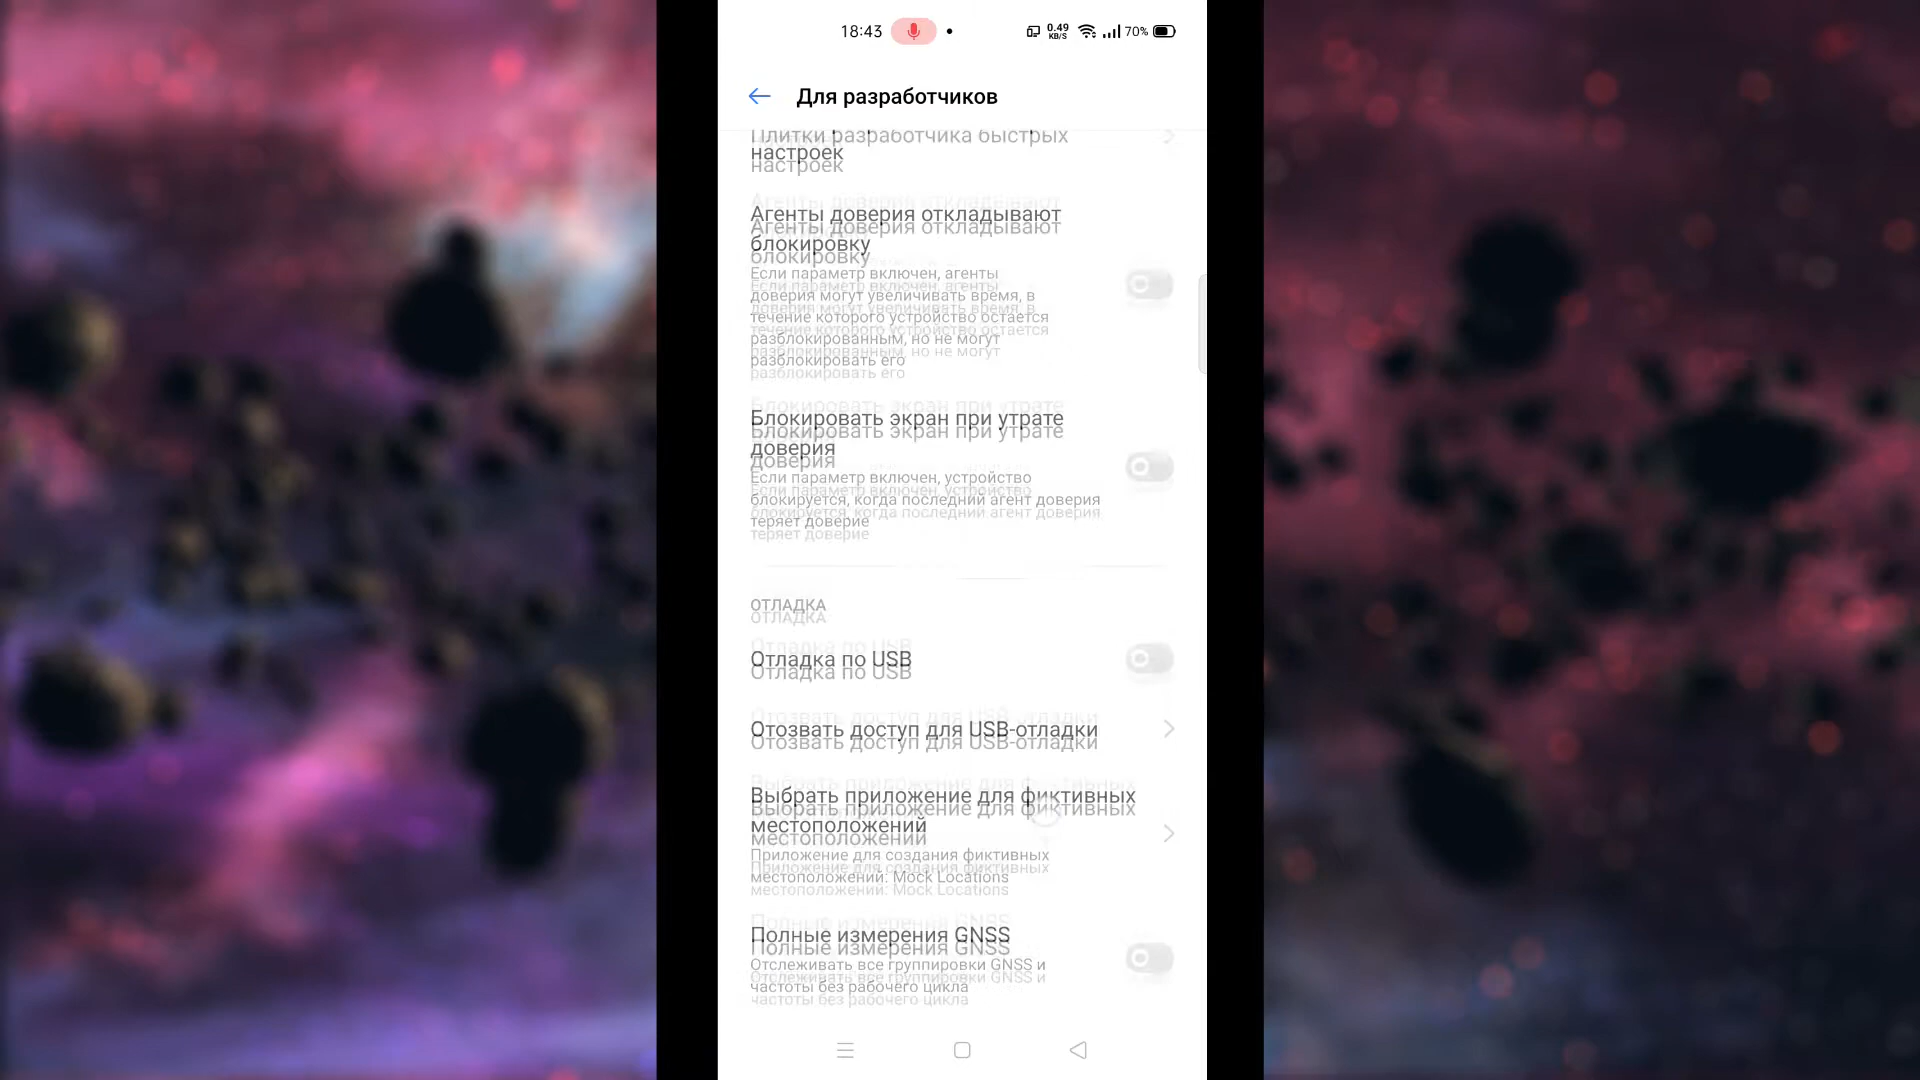 18:43
0.49
KB/S
70%
Для разработчиков
Плитки разработчика быстрых
настроек
Агенты доверия откладывают
блокировку
Если параметр включен, агенты
доверия могут увеличивать время, в
течение которого устройство остается
разблокированным, но не могут
разблокировать его
Блокировать экран при утрате
доверия
Если параметр включен, устройство
блокируется, когда последний агент доверия
теряет доверие
ОТЛАДКА
Отладка по USB
Отозвать доступ для USB-отладки
Выбрать приложение для фиктивных
местоположений
Приложение для создания фиктивных
местоположений: Mock Locations
Полные измерения GNSS
Отслеживать все группировки GNSS и
частоты без рабочего цикла